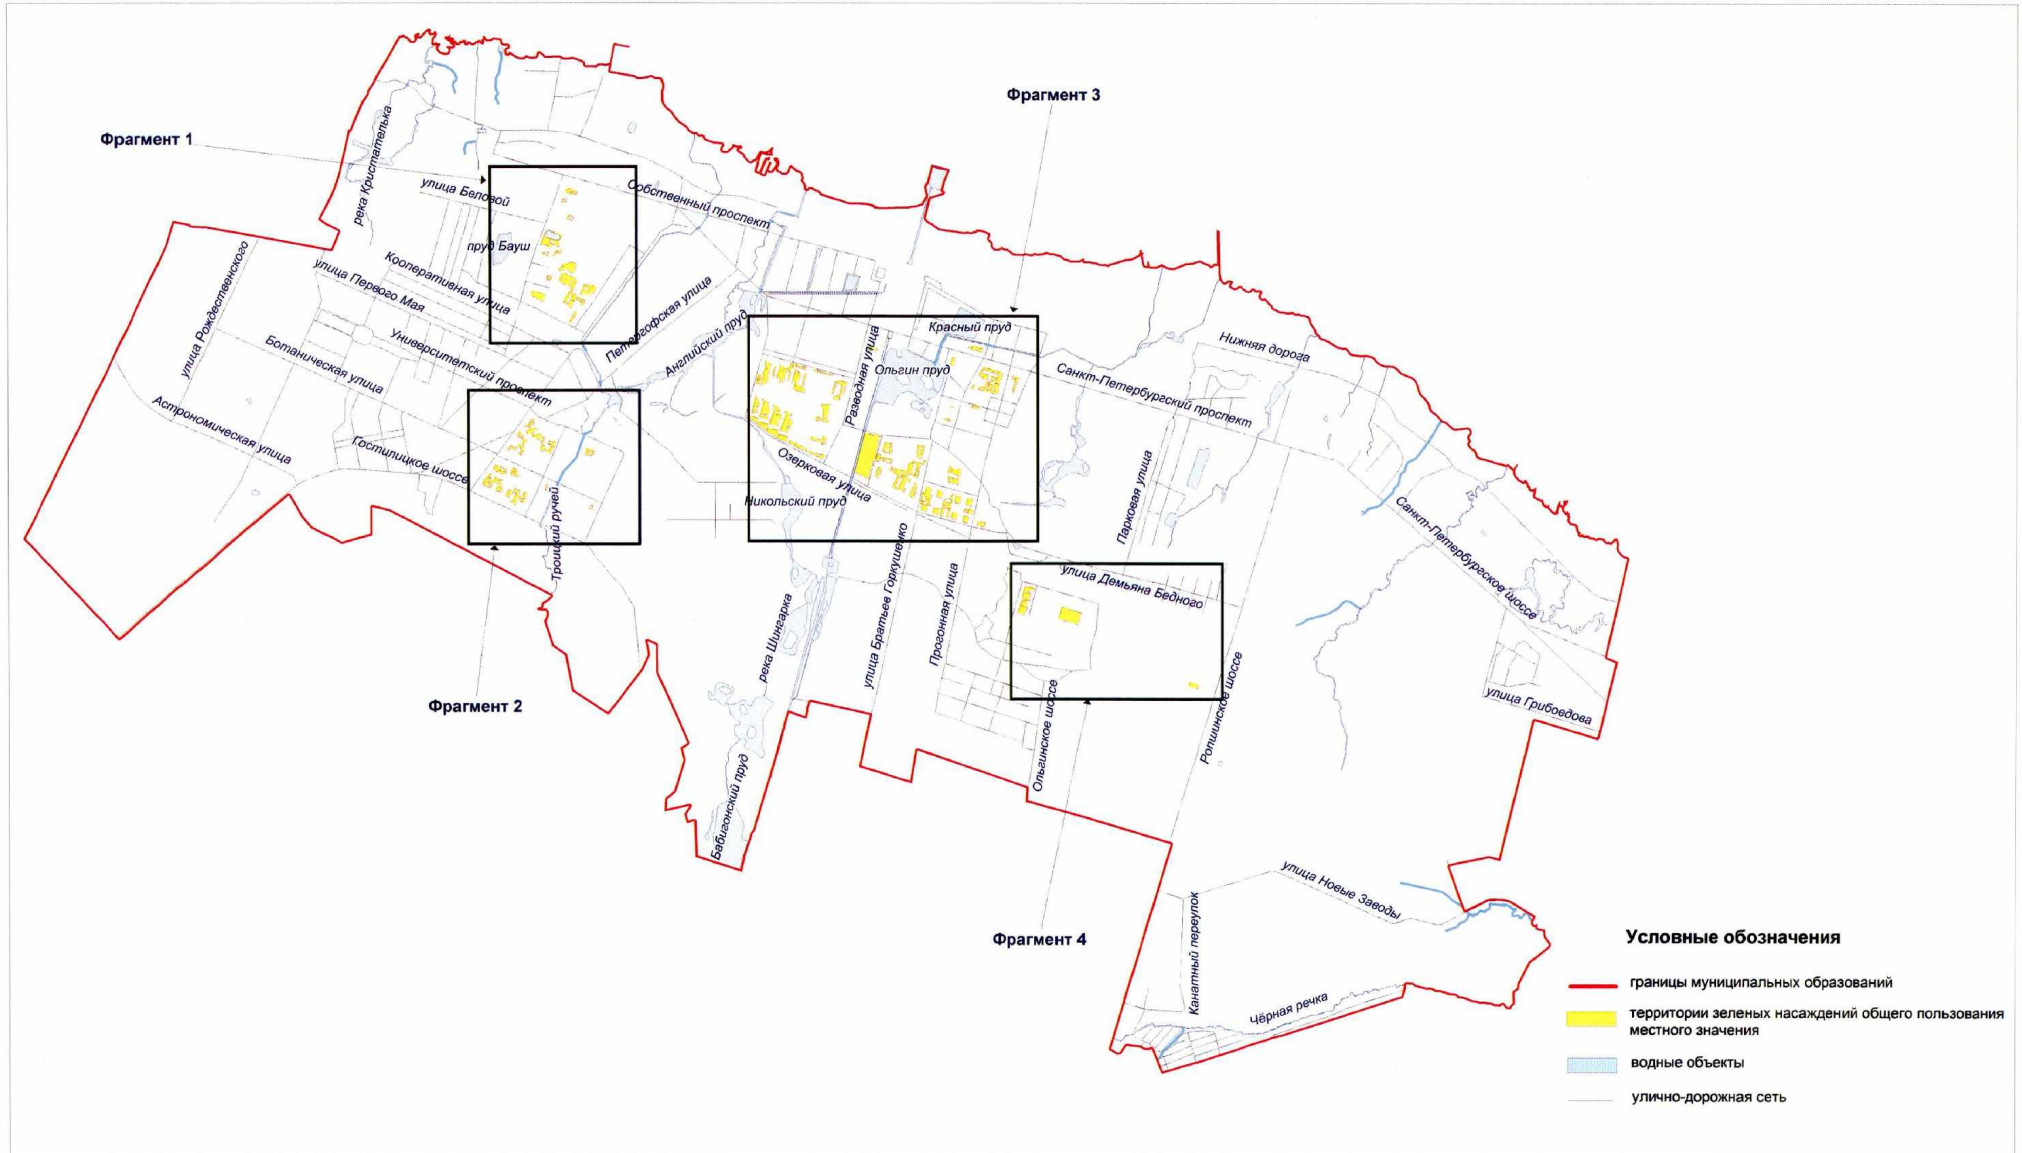 Фрагмент 3
Фрагмент 1
река Кристателька
улица Беловой
Собственный проспект
пруд Бауш
улица Рождественского
Кооперативная улица
улица Первого Мая
Петергофская улица
Английский пруд
Красный пруд
Университетский проспект
Ботаническая улица
Разводная улица
Ольгин пруд
Нижняя дорога
Санкт-Петербургский проспект
Астрономическая улица
Гостилицкое шоссе
Озерковая улица
Никольский пруд
Троицкий ручей
Парковая улица
Санкт-Петербургское шоссе
улица Братьев Горкушенко
Прогонная улица
улица Демьяна Бедного
река Шингарка
Фрагмент 2
Ольгинское шоссе
Ропшинское шоссе
улица Грибоедова
Бабигонский пруд
улица Новые Заводы
Фрагмент 4
Канатный переулок
Чёрная речка
Условные обозначения
границы муниципальных образований
территории зеленых насаждений общего пользования
местного значения
водные объекты
улично-дорожная сеть